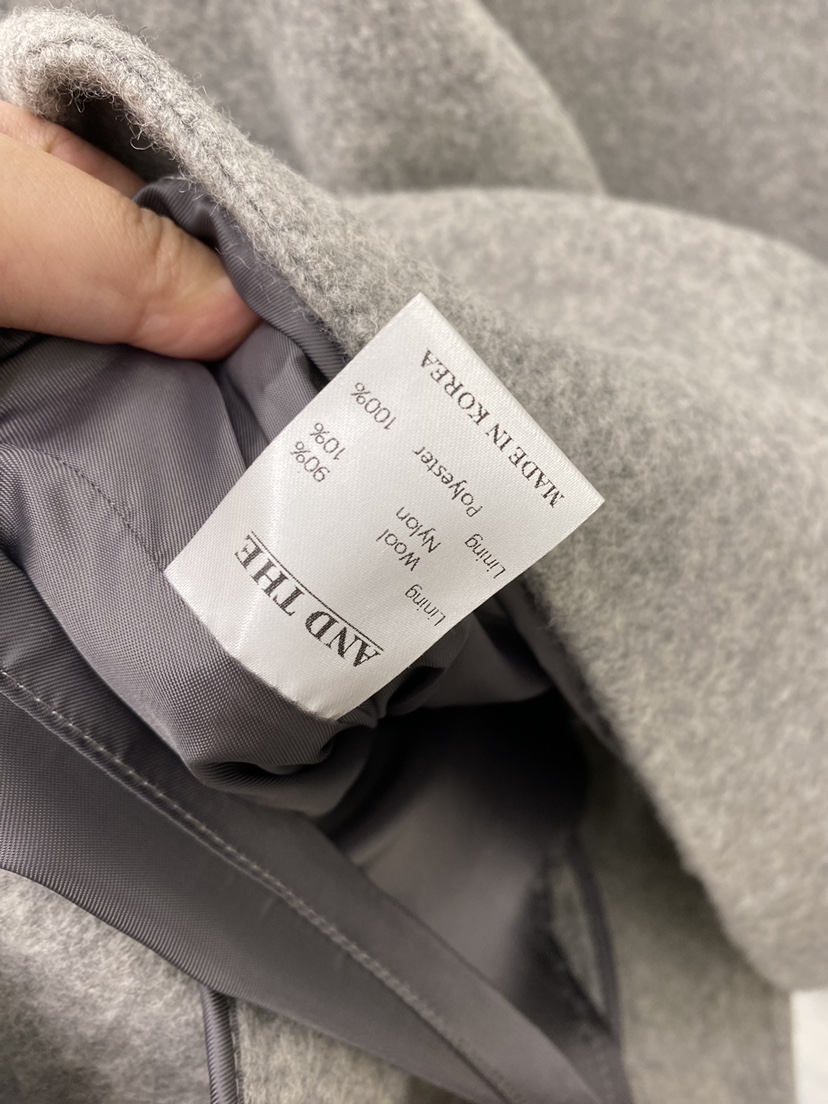 AND THE
Lining
Wool 90%
Nylon 10%
Lining
Polyester 100%
MADE IN KOREA